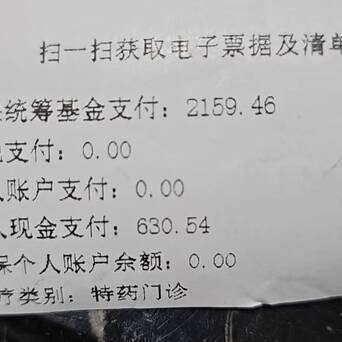 扫一扫获取电子票据及清单
统筹基金支付：2159.46
支付：0.00
账户支付：0.00
现金支付：630.54
保个人账户余额：0.00
疗类别：特药门诊